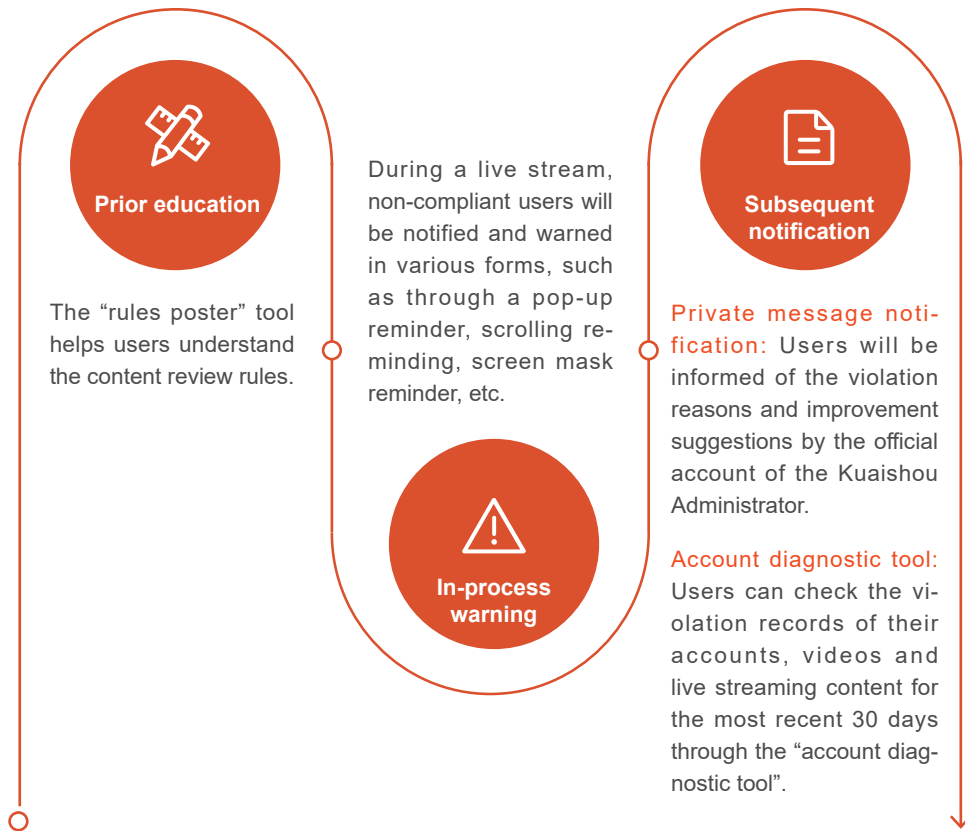 Prior education
The “rules poster” tool
helps users understand
the content review rules.
During a live stream,
non-compliant users will
be notified and warned
in various forms, such
as through a pop-up
reminder, scrolling re-
minding, screen mask
reminder, etc.
In-process
warning
Subsequent
notification
Private message noti-
fication: Users will be
informed of the violation
reasons and improvement
suggestions by the official
account of the Kuaishou
Administrator.
Account diagnostic tool:
Users can check the vi-
olation records of their
accounts, videos and
live streaming content for
the most recent 30 days
through the “account diag-
nostic tool”.